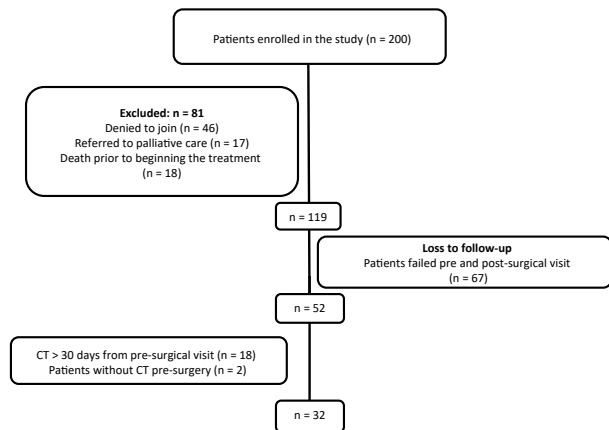 Patients enrolled in the study (n = 200)
Excluded: n = 81
Denied to join (n = 46)
Referred to palliative care (n = 17)
Death prior to beginning the treatment
(n = 18)
n = 119
Loss to follow-up
Patients failed pre and post-surgical visit
(n = 67)
n = 52
CT > 30 days from pre-surgical visit (n = 18)
Patients without CT pre-surgery (n = 2)
n = 32